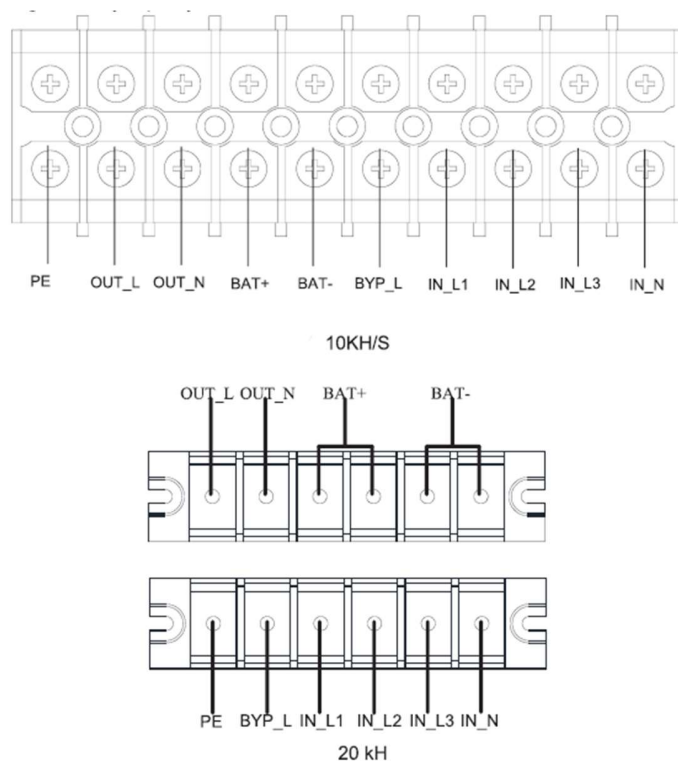 PE OUT_L OUT_N BAT+ BAT- BYP_L IN_L1 IN_L2 IN_L3 IN_N
10KH/S
OUT_L OUT_N BAT+ BAT-
PE BYP_L IN_L1 IN_L2 IN_L3 IN_N
20 kH